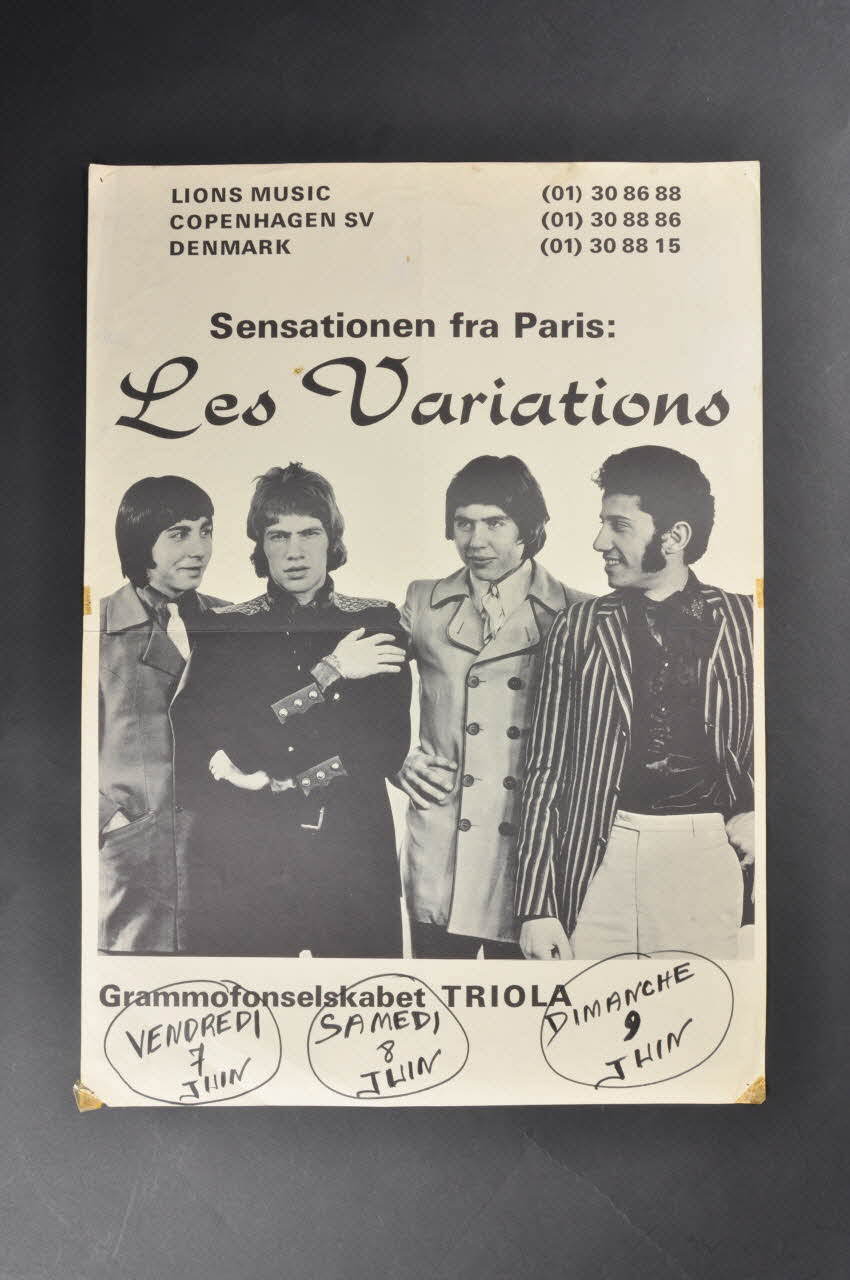 LIONS MUSIC (01) 30 86 88
COPENHAGEN SV (01) 30 88 86
DENMARK (01) 30 88 15
Sensationen fra Paris:
Les Variations
Grammofonselskabet TRIOLA
VENDREDI
7
JUIN
SAMEDI
8
JUIN
DIMANCHE
9
JUIN